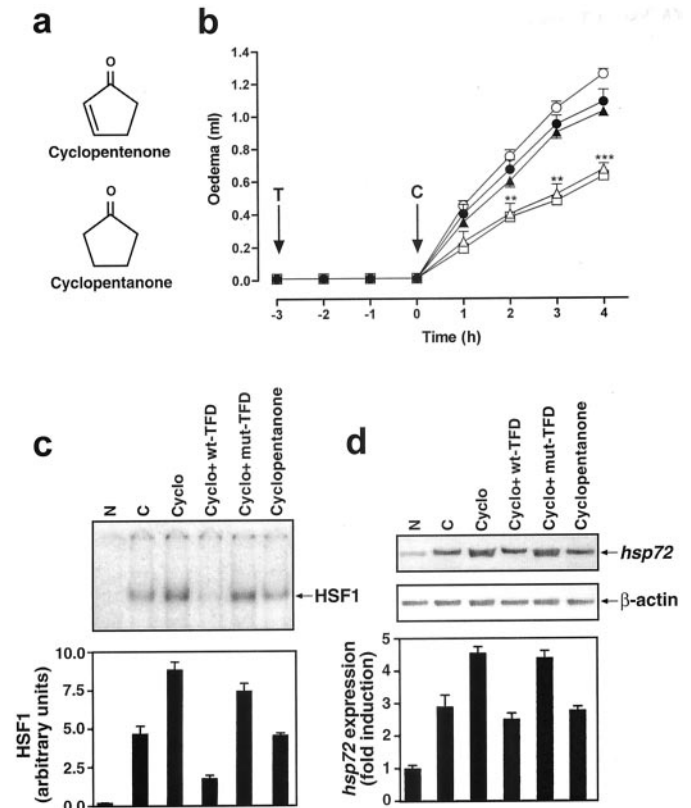 a
O
Cyclopentenone
O
Cyclopentanone
b
Oedema (ml)
1.4
1.2
1.0
0.8
0.6
0.4
0.2
0.0
T
C
**
**
***
-3 -2 -1 0 1 2 3 4
Time (h)
c
N
C
Cyclo
Cyclo+ wt-TFD
Cyclo+ mut-TFD
Cyclopentanone
HSF1
HSF1
(arbitrary units)
10.0
7.5
5.0
2.5
0.0
d
N
C
Cyclo
Cyclo+ wt-TFD
Cyclo+ mut-TFD
Cyclopentanone
hsp72
β-actin
hsp72 expression
(fold induction)
5
4
3
2
1
0